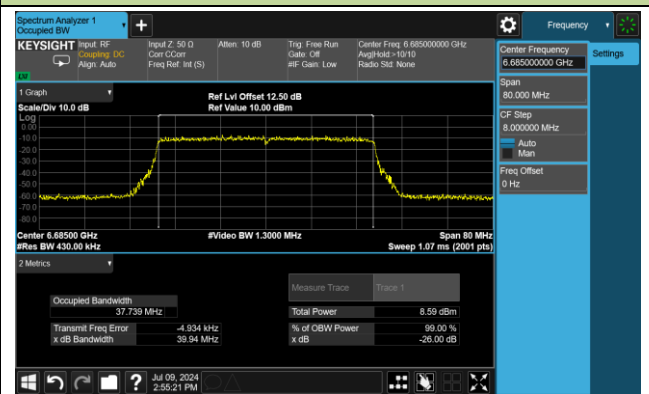 Spectrum Analyzer 1
Occupied BW
Frequency
KEYSIGHT
Input: RF
Coupling: DC
Align: Auto
Input Z: 50 Ω
Corr CCorr
Freq Ref: Int (S)
Atten: 10 dB
Trig: Free Run
Gate: Off
#IF Gain: Low
Center Freq: 6.685000000 GHz
Avg|Hold:>10/10
Radio Std: None
LXI
Center Frequency
6.685000000 GHz
Settings
Span
80.000 MHz
CF Step
8.000000 MHz
Auto
Man
Freq Offset
0 Hz
1 Graph
Scale/Div 10.0 dB
Ref Lvl Offset 12.50 dB
Ref Value 10.00 dBm
Log
0.00
-10.0
-20.0
-30.0
-40.0
-50.0
-60.0
-70.0
-80.0
Center 6.68500 GHz
#Res BW 430.00 kHz
#Video BW 1.3000 MHz
Span 80 MHz
Sweep 1.07 ms (2001 pts)
2 Metrics
Measure Trace
Trace 1
Occupied Bandwidth
37.739 MHz
Total Power
8.59 dBm
Transmit Freq Error
-4.934 kHz
% of OBW Power
99.00 %
x dB Bandwidth
39.94 MHz
x dB
-26.00 dB
?
Jul 09, 2024
2:55:21 PM